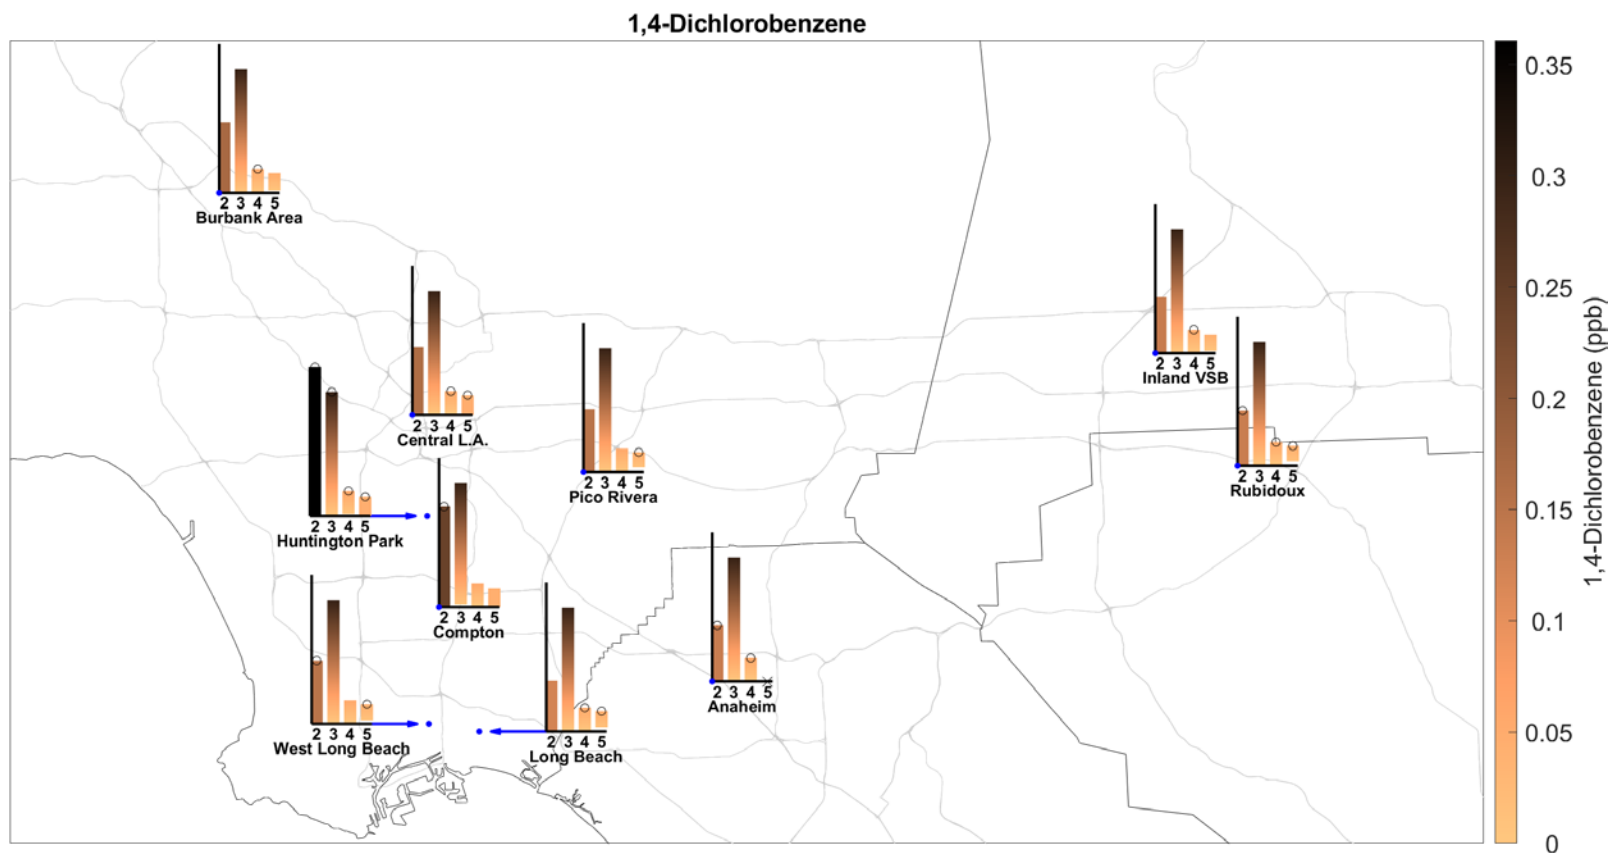 1,4-Dichlorobenzene
2 3 4 5
Burbank Area
2 3 4 5
Central L.A.
2 3 4 5
Huntington Park
2 3 4 5
Pico Rivera
2 3 4 5
Inland VSB
2 3 4 5
Rubidoux
2 3 4 5
Compton
2 3 4 5
West Long Beach
2 3 4 5
Long Beach
2 3 4 5
Anaheim
0.35
0.3
0.25
0.2
0.15
0.1
0.05
0
1,4-Dichlorobenzene (ppb)